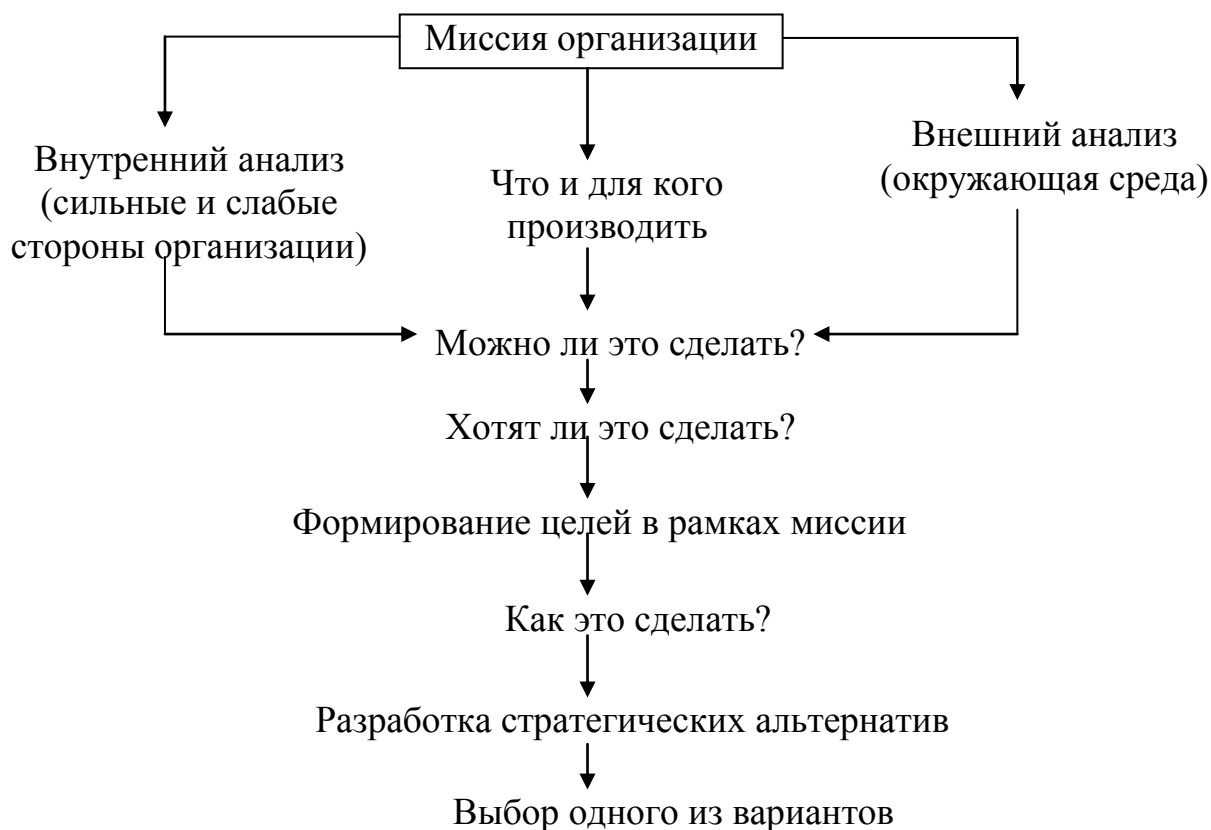 Миссия организации
Внутренний анализ
(сильные и слабые
стороны организации)
Что и для кого
производить
Внешний анализ
(окружающая среда)
Можно ли это сделать?
Хотят ли это сделать?
Формирование целей в рамках миссии
Как это сделать?
Разработка стратегических альтернатив
Выбор одного из вариантов